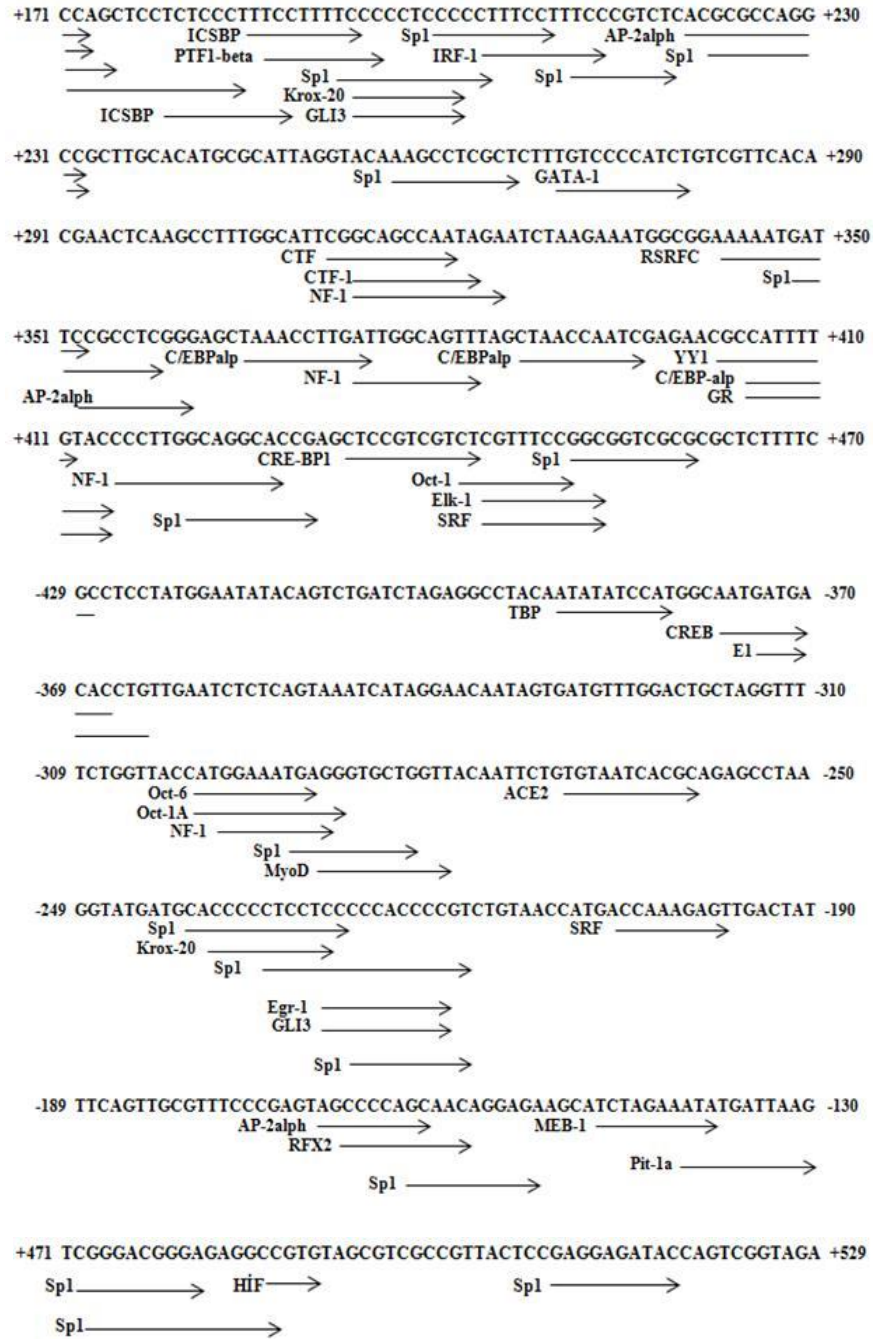 +171 CCAGCTCCTCTCCCTTTCCTTTTCCCCCTCCCCCTTTCCTTTCCCGTCTCACGCGCCAGG +230
ICSBP Sp1 AP-2alph
PTF1-beta IRF-1 Sp1
Sp1 Sp1
Krox-20
ICSBP GLI3
+231 CCGCTTGCACATGCGCATTAGGTACAAAGCCTCGCTCTTTGTCCCCATCTGTCGTTCACA +290
Sp1 GATA-1
+291 CGAACTCAAGCCTTTGGCATTCGGCAGCCAATAGAATCTAAGAAATGGCGGAAAAATGAT +350
CTF RSRFC
CTF-1 Sp1
NF-1
+351 TCCGCCTCGGGAGCTAAACCTTGATTGGCAGTTTAGCTAACCAATCGAGAACGCCATTTT +410
C/EBPalp C/EBPalp YY1
NF-1 C/EBP-alp
AP-2alph GR
+411 GTACCCCTTGGCAGGCACCGAGCTCCGTCGTCTCGTTTCCGGCGGTCGCGCGCTCTTTTC +470
CRE-BP1 Sp1
NF-1 Oct-1
Elk-1
Sp1 SRF
-429 GCCTCCTATGGAATATACAGTCTGATCTAGAGGCCTACAATATATCCATGGCAATGATGA -370
TBP
CREB
E1
-369 CACCTGTTGAATCTCTCAGTAAATCATAGGAACAATAGTGATGTTTGGACTGCTAGGTTT -310
-309 TCTGGTTACCATGGAAATGAGGGTGCTGGTTACAATTCTGTGTAATCACGCAGAGCCTAA -250
Oct-6 ACE2
Oct-1A
NF-1
Sp1
MyoD
-249 GGTATGATGCACCCCCTCCTCCCCCACCCCGTCTGTAACCATGACCAAAGAGTTGACTAT -190
Sp1 SRF
Krox-20
Sp1
Egr-1
GLI3
Sp1
-189 TTCAGTTGCGTTTCCCGAGTAGCCCCAGCAACAGGAGAAGCATCTAGAAATATGATTAAG -130
AP-2alph MEB-1
RFX2
Pit-1a
Sp1
+471 TCGGGACGGGAGAGGCCGTGTAGCGTCGCCGTTACTCCGAGGAGATACCAGTCGGTAGA +529
Sp1 HİF Sp1
Sp1